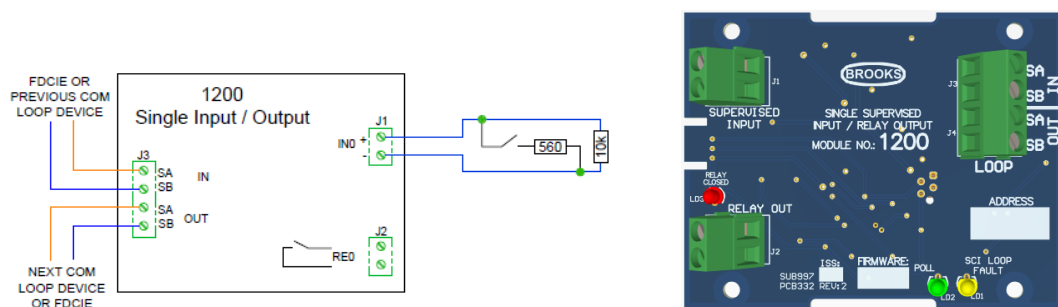 FDCIE OR
PREVIOUS COM
LOOP DEVICE
1200
Single Input / Output
J3
SA
SB
IN
SA
SB
OUT
NEXT COM
LOOP DEVICE
OR FDCIE
J1
IN0
+
-
560
10k
J2
RE0
BROOKS
J1
SUPERVISED
INPUT
SINGLE SUPERVISED
INPUT / RELAY OUTPUT
MODULE NO.: 1200
J3
J4
SA
SB
IN
SA
SB
OUT
LOOP
RELAY
CLOSED
LD3
RELAY OUT
J2
ADDRESS
ISS:
SUB997
PCB332 REV:2
FIRMWARE:
POLL
LD2
SCI LOOP
FAULT
LD1